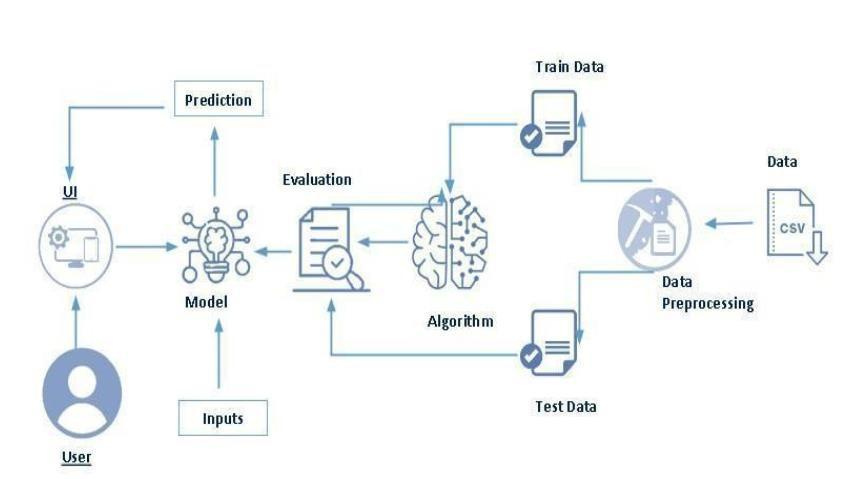 Train Data
Prediction
Data
Evaluation
UI
CSV
Data
Preprocessing
Model
Algorithm
Test Data
Inputs
User